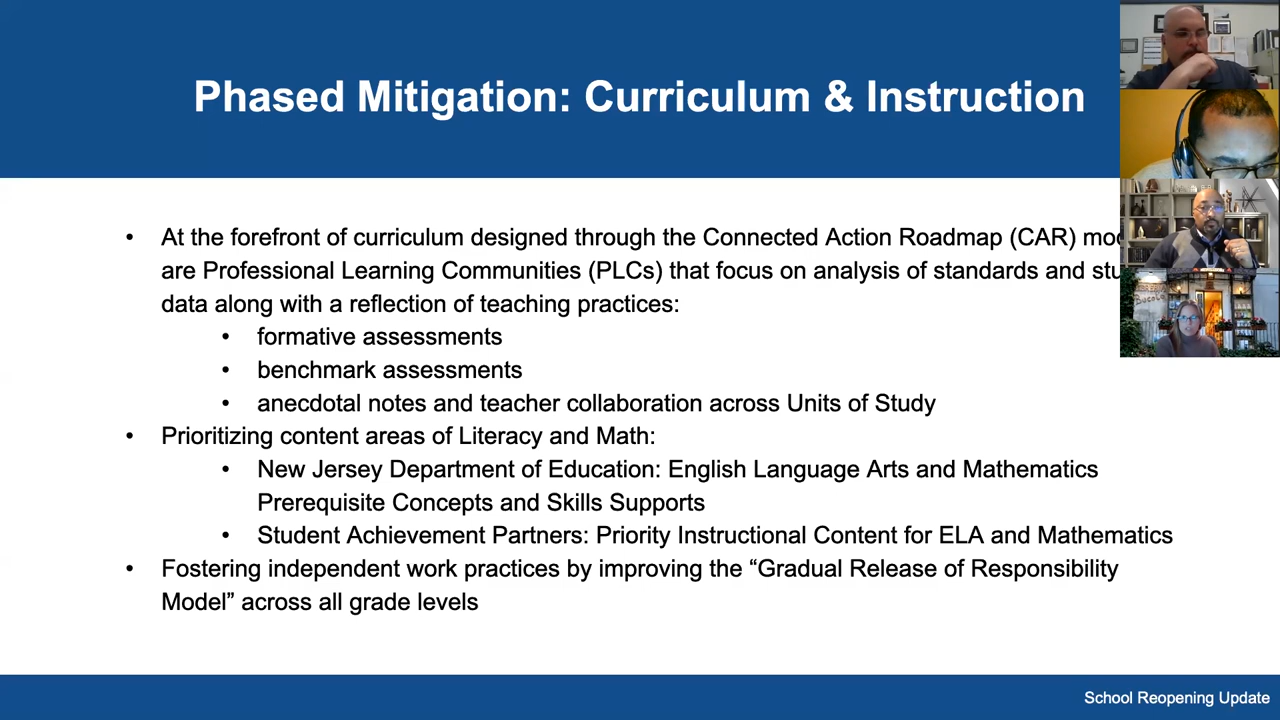 Phased Mitigation: Curriculum & Instruction
• At the forefront of curriculum designed through the Connected Action Roadmap (CAR)
are Professional Learning Communities (PLCs) that focus on analysis of standards and
data along with a reflection of teaching practices:
• formative assessments
• benchmark assessments
• anecdotal notes and teacher collaboration across Units of Study
• Prioritizing content areas of Literacy and Math:
• New Jersey Department of Education: English Language Arts and Mathematics
Prerequisite Concepts and Skills Supports
• Student Achievement Partners: Priority Instructional Content for ELA and Mathematics
• Fostering independent work practices by improving the “Gradual Release of Responsibility
Model” across all grade levels
School Reopening Update